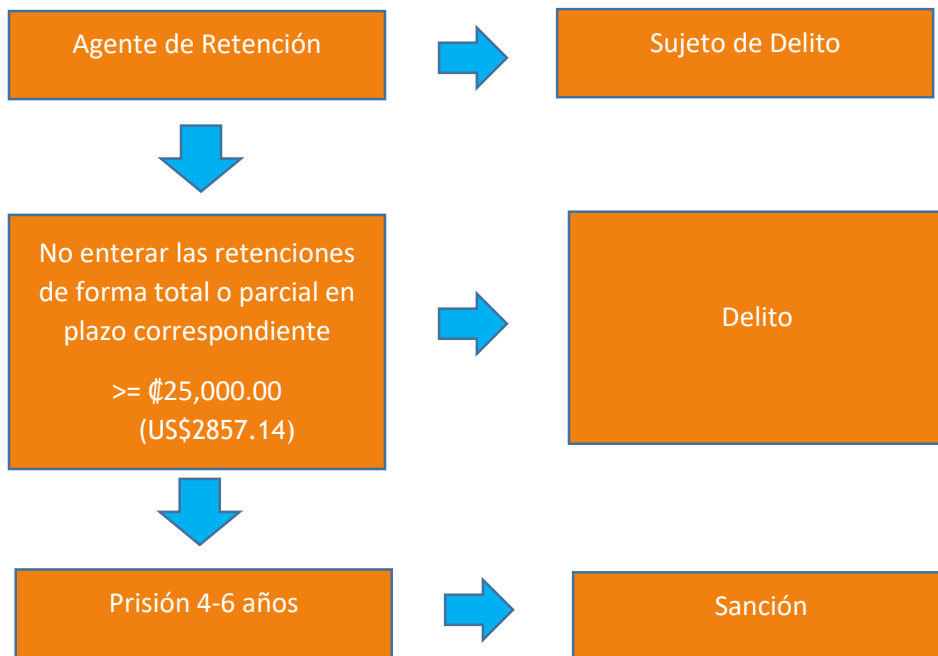 Agente de Retención
Sujeto de Delito
No enterar las retenciones
de forma total o parcial en
plazo correspondiente
>= ₡25,000.00
(US$2857.14)
Delito
Prisión 4-6 años
Sanción